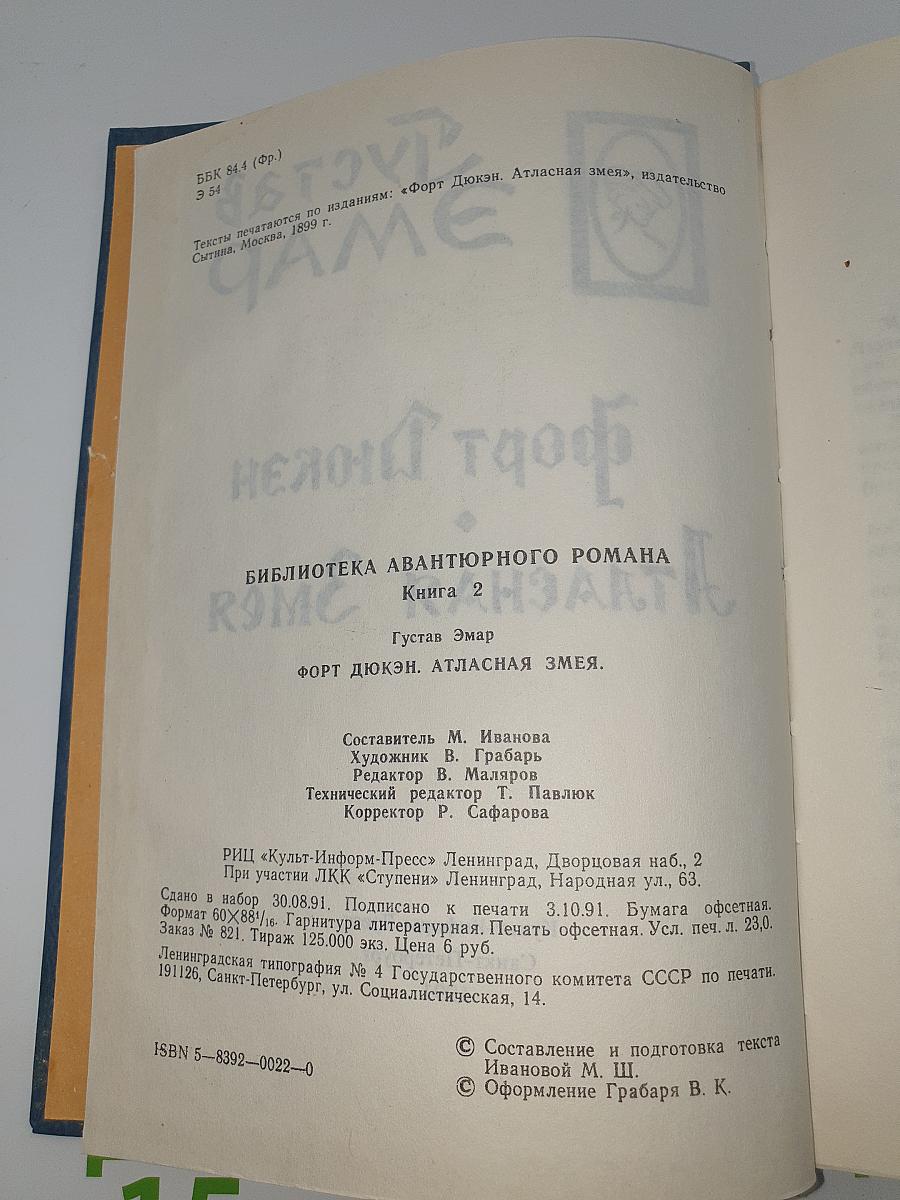 ББК 84.4 (Фр.)
Э 54
Тексты печатаются по изданиям: «Форт Дюкэн. Атласная змея», издательство
Сытина, Москва, 1899 г.
Густав
Эмар
Форт Дюкэн
Атласная Змея
БИБЛИОТЕКА АВАНТЮРНОГО РОМАНА
Книга 2
Густав Эмар
ФОРТ ДЮКЭН. АТЛАСНАЯ ЗМЕЯ.
Составитель М. Иванова
Художник В. Грабарь
Редактор В. Маляров
Технический редактор Т. Павлюк
Корректор Р. Сафарова
РИЦ «Культ-Информ-Пресс» Ленинград, Дворцовая наб., 2
При участии ЛКК «Ступени» Ленинград, Народная ул., 63.
Сдано в набор 30.08.91. Подписано к печати 3.10.91. Бумага офсетная.
Формат 60×88¹/₁₆. Гарнитура литературная. Печать офсетная. Усл. печ. л. 23,0.
Заказ № 821. Тираж 125.000 экз. Цена 6 руб.
Ленинградская типография № 4 Государственного комитета СССР по печати.
191126, Санкт-Петербург, ул. Социалистическая, 14.
ISBN 5—8392—0022—0
© Составление и подготовка текста
Ивановой М. Ш.
© Оформление Грабаря В. К.